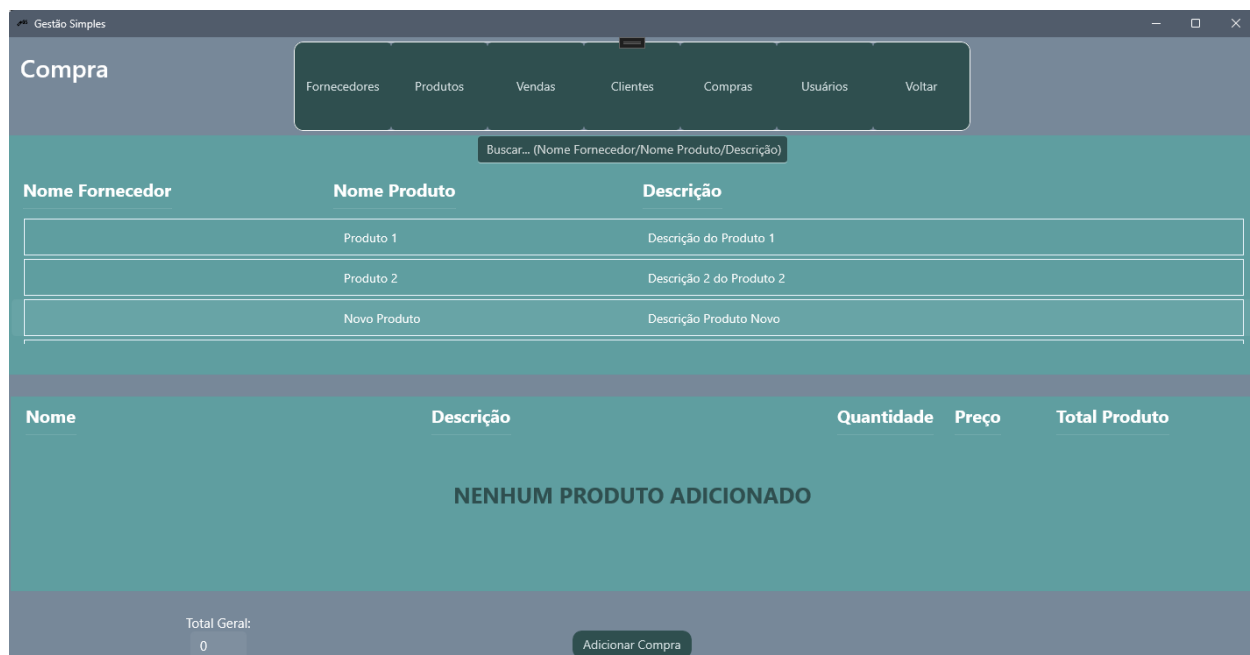 Gestão Simples
Compra
Fornecedores Produtos Vendas Clientes Compras Usuários Voltar
Buscar... (Nome Fornecedor/Nome Produto/Descrição)
Nome Fornecedor Nome Produto Descrição
Produto 1 Descrição do Produto 1
Produto 2 Descrição 2 do Produto 2
Novo Produto Descrição Produto Novo
Nome Descrição Quantidade Preço Total Produto
NENHUM PRODUTO ADICIONADO
Total Geral:
0 Adicionar Compra